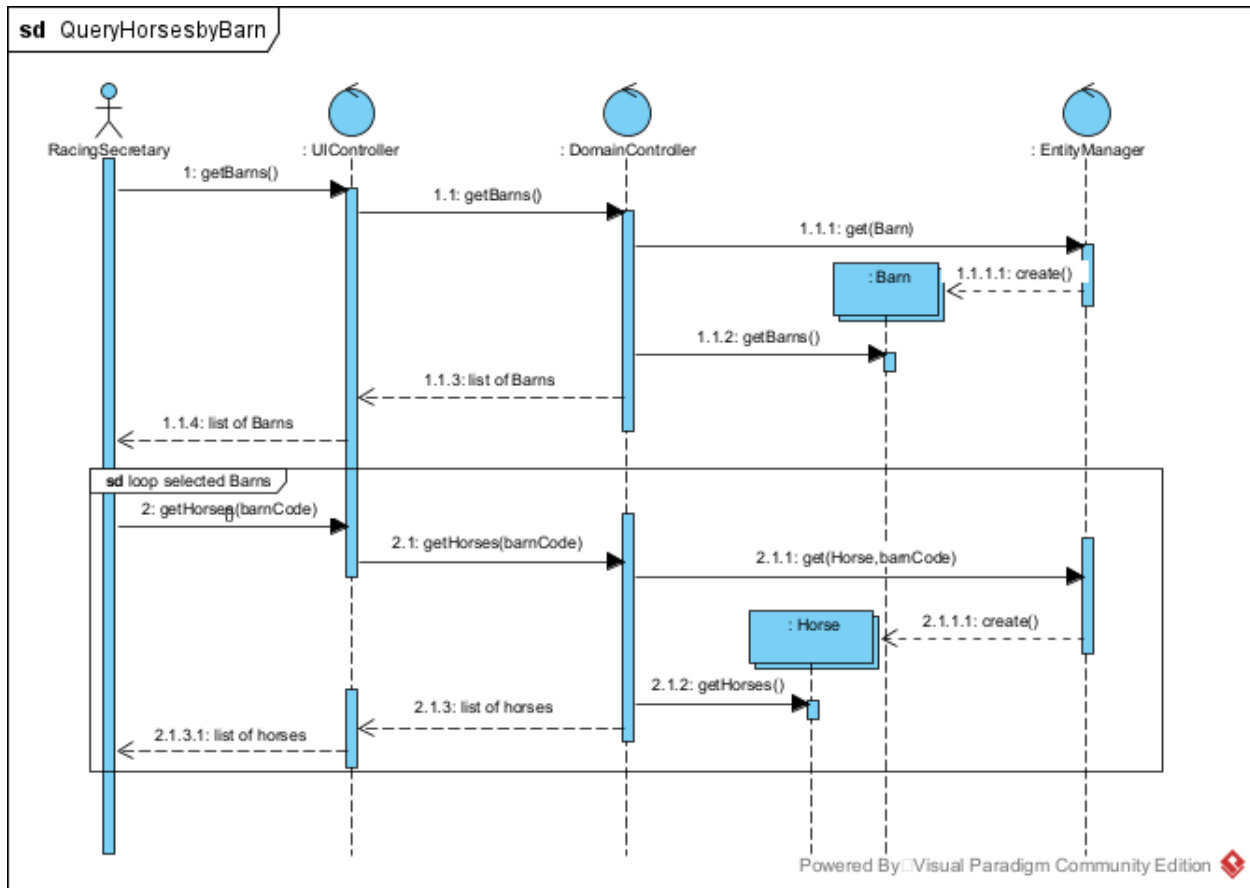 sd QueryHorsesbyBarn
RacingSecretary
: UIController
: DomainController
: EntityManager
1: getBarns()
1.1: getBarns()
1.1.1: get(Barn)
: Barn
1.1.1.1: create()
1.1.2: getBarns()
1.1.3: list of Barns
1.1.4: list of Barns
sd loop selected Barns
2: getHorses(barnCode)
2.1: getHorses(barnCode)
2.1.1: get(Horse,barnCode)
: Horse
2.1.1.1: create()
2.1.2: getHorses()
2.1.3: list of horses
2.1.3.1: list of horses
Powered By Visual Paradigm Community Edition